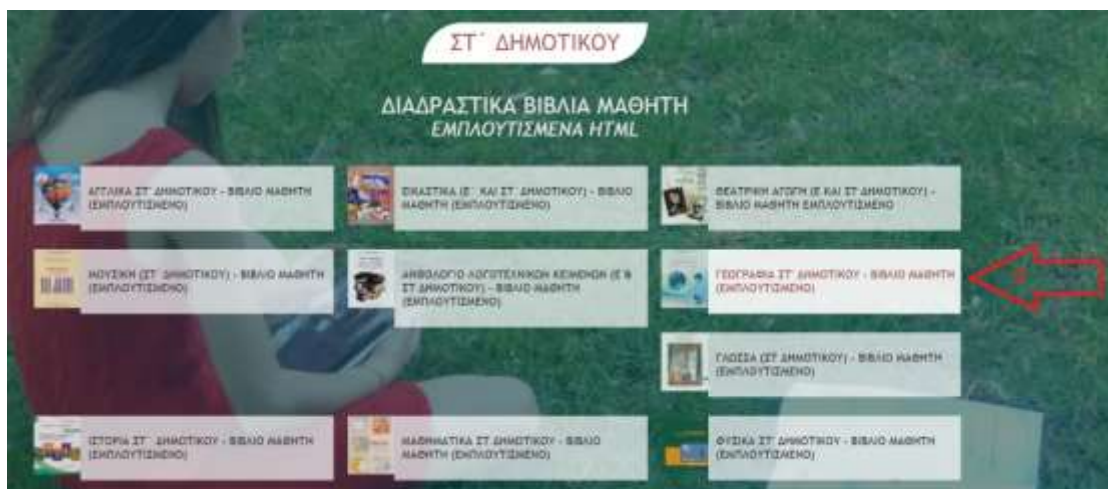 ΣΤ΄ ΔΗΜΟΤΙΚΟΥ
ΔΙΑΔΡΑΣΤΙΚΑ ΒΙΒΛΙΑ ΜΑΘΗΤΗ
ΕΜΠΛΟΥΤΙΣΜΕΝΑ HTML
ΑΓΓΛΙΚΑ ΣΤ΄ ΔΗΜΟΤΙΚΟΥ - ΒΙΒΛΙΟ ΜΑΘΗΤΗ
(ΕΜΠΛΟΥΤΙΣΜΕΝΟ)
ΕΙΚΑΣΤΙΚΑ (Ε΄ ΚΑΙ ΣΤ΄ ΔΗΜΟΤΙΚΟΥ) - ΒΙΒΛΙΟ
ΜΑΘΗΤΗ (ΕΜΠΛΟΥΤΙΣΜΕΝΟ)
ΘΕΑΤΡΙΚΗ ΑΓΩΓΗ (Ε ΚΑΙ ΣΤ ΔΗΜΟΤΙΚΟΥ) -
ΒΙΒΛΙΟ ΜΑΘΗΤΗ ΕΜΠΛΟΥΤΙΣΜΕΝΟ
ΜΟΥΣΙΚΗ (ΣΤ΄ ΔΗΜΟΤΙΚΟΥ) - ΒΙΒΛΙΟ ΜΑΘΗΤΗ
(ΕΜΠΛΟΥΤΙΣΜΕΝΟ)
ΑΝΘΟΛΟΓΙΟ ΛΟΓΟΤΕΧΝΙΚΩΝ ΚΕΙΜΕΝΩΝ (Ε &
ΣΤ ΔΗΜΟΤΙΚΟΥ) - ΒΙΒΛΙΟ ΜΑΘΗΤΗ
(ΕΜΠΛΟΥΤΙΣΜΕΝΟ)
ΓΕΩΓΡΑΦΙΑ ΣΤ΄ ΔΗΜΟΤΙΚΟΥ - ΒΙΒΛΙΟ ΜΑΘΗΤΗ
(ΕΜΠΛΟΥΤΙΣΜΕΝΟ)
ΓΛΩΣΣΑ (ΣΤ ΔΗΜΟΤΙΚΟΥ) - ΒΙΒΛΙΟ ΜΑΘΗΤΗ
(ΕΜΠΛΟΥΤΙΣΜΕΝΟ)
ΙΣΤΟΡΙΑ ΣΤ΄ ΔΗΜΟΤΙΚΟΥ - ΒΙΒΛΙΟ ΜΑΘΗΤΗ
(ΕΜΠΛΟΥΤΙΣΜΕΝΟ)
ΜΑΘΗΜΑΤΙΚΑ ΣΤ ΔΗΜΟΤΙΚΟΥ - ΒΙΒΛΙΟ
ΜΑΘΗΤΗ (ΕΜΠΛΟΥΤΙΣΜΕΝΟ)
ΦΥΣΙΚΑ ΣΤ΄ ΔΗΜΟΤΙΚΟΥ - ΒΙΒΛΙΟ ΜΑΘΗΤΗ
(ΕΜΠΛΟΥΤΙΣΜΕΝΟ)